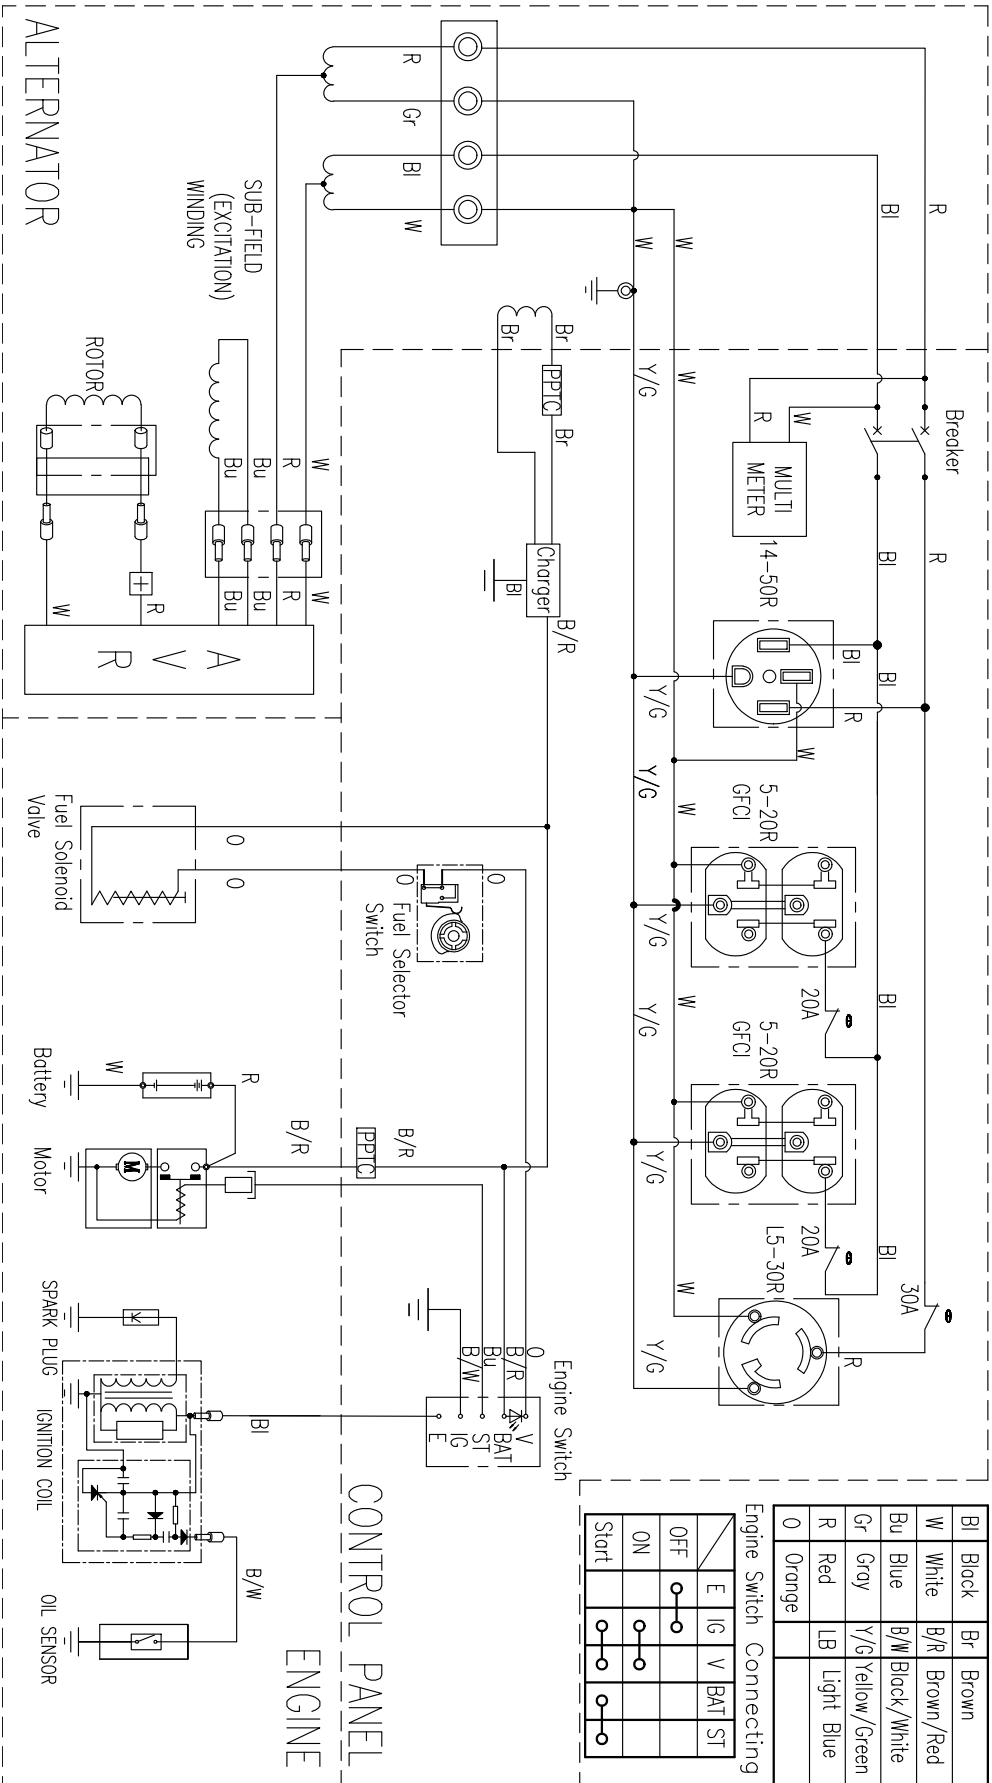 R
Bl
R
Bl
W
W
Breaker
W
R
MULTI
METER
14-50R
R
Bl
Bl
Bl
R
W
5-20R
GFCI
20A
Bl
5-20R
GFCI
20A
Bl
L5-30R
30A
R
W
Y/G
Y/G
Y/G
W
Y/G
Y/G
W
Y/G
W
Y/G
R
Gr
Bl
W
Br
Br
PPTC
Br
Charger
Bl
B/R
Fuel Selector
Switch
O
O
B/R
PPTC
B/R
Engine Switch
O
B/R
Bu
B/W
V
BAT
ST
IG
E
SUB-FIELD
(EXCITATION)
WINDING
W
R
Bu
Bu
W
R
Bu
Bu
ROTOR
R
W
A V R
ALTERNATOR
O
O
Fuel Solenoid
Valve
R
W
Battery
M
Motor
SPARK PLUG
Bl
IGNITION COIL
B/W
OIL SENSOR
CONTROL PANEL
ENGINE
Bl Black Br Brown
W White B/R Brown/Red
Bu Blue B/W Black/White
Gr Gray Y/G Yellow/Green
R Red LB Light Blue
O Orange
Engine Switch Connecting
E IG V BAT ST
OFF
ON
Start